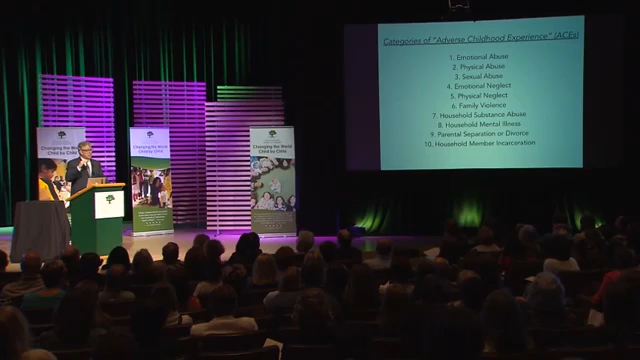 Categories of "Adverse Childhood Experience" (ACEs)
1. Emotional Abuse
2. Physical Abuse
3. Sexual Abuse
4. Emotional Neglect
5. Physical Neglect
6. Family Violence
7. Household Substance Abuse
8. Household Mental Illness
9. Parental Separation or Divorce
10. Household Member Incarceration
Changing the World
Child by Child
Changing the World
Child by Child
Changing the World
Child by Child